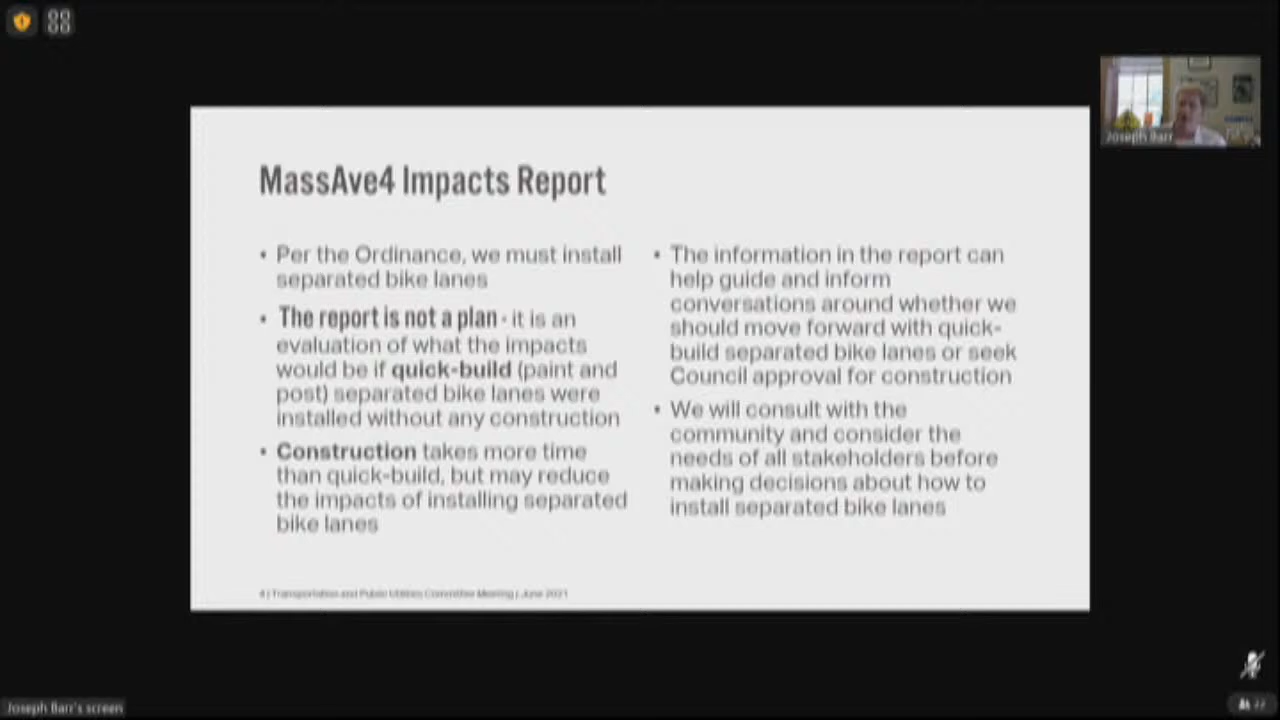 MassAve4 Impacts Report
• Per the Ordinance, we must install
separated bike lanes
• The report is not a plan - it is an
evaluation of what the impacts
would be if quick-build (paint and
post) separated bike lanes were
installed without any construction
• Construction takes more time
than quick-build, but may reduce
the impacts of installing separated
bike lanes
• The information in the report can
help guide and inform
conversations around whether we
should move forward with quick-
build separated bike lanes or seek
Council approval for construction
• We will consult with the
community and consider the
needs of all stakeholders before
making decisions about how to
install separated bike lanes
| Transportation and Public Utilities Committee Meeting | June 2021
Joseph Barr
Joseph Barr's screen